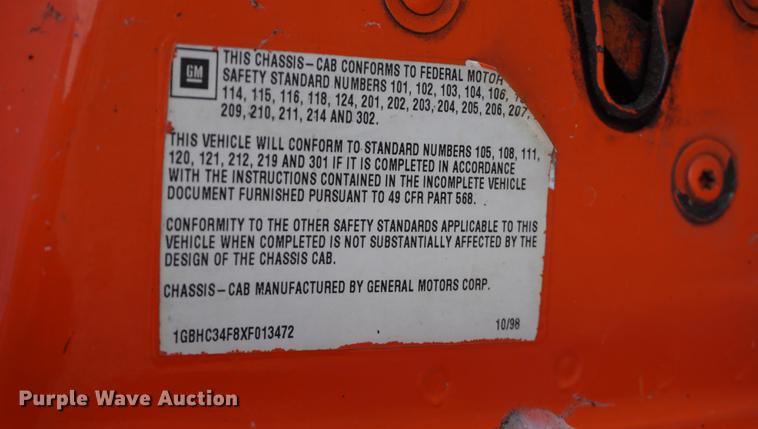 GM
THIS CHASSIS-CAB CONFORMS TO FEDERAL MOTOR
SAFETY STANDARD NUMBERS 101, 102, 103, 104, 106,
114, 115, 116, 118, 124, 201, 202, 203, 204, 205, 206, 207,
209, 210, 211, 214 AND 302.
THIS VEHICLE WILL CONFORM TO STANDARD NUMBERS 105, 108, 111,
120, 121, 212, 219 AND 301 IF IT IS COMPLETED IN ACCORDANCE
WITH THE INSTRUCTIONS CONTAINED IN THE INCOMPLETE VEHICLE
DOCUMENT FURNISHED PURSUANT TO 49 CFR PART 568.
CONFORMITY TO THE OTHER SAFETY STANDARDS APPLICABLE TO THIS
VEHICLE WHEN COMPLETED IS NOT SUBSTANTIALLY AFFECTED BY THE
DESIGN OF THE CHASSIS CAB.
CHASSIS-CAB MANUFACTURED BY GENERAL MOTORS CORP.
1GBHC34F8XF013472 10/98
Purple Wave Auction